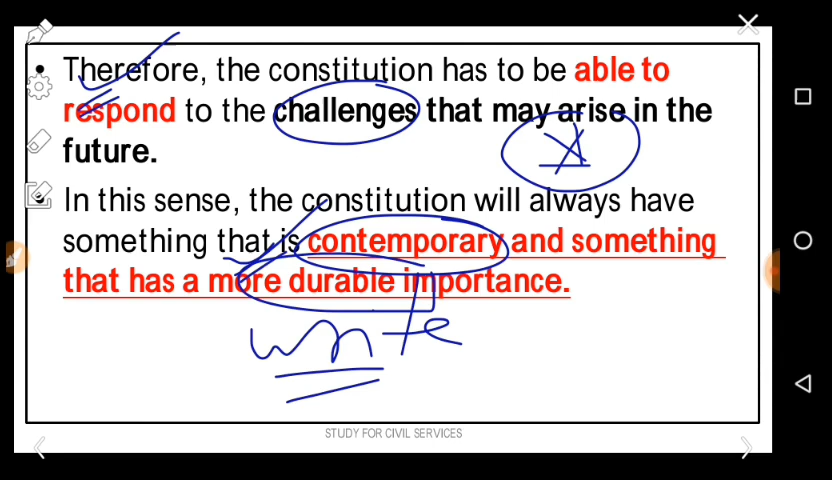 • Therefore, the constitution has to be able to
respond to the challenges that may arise in the
future.
• In this sense, the constitution will always have
something that is contemporary and something
that has a more durable importance.
write
STUDY FOR CIVIL SERVICES